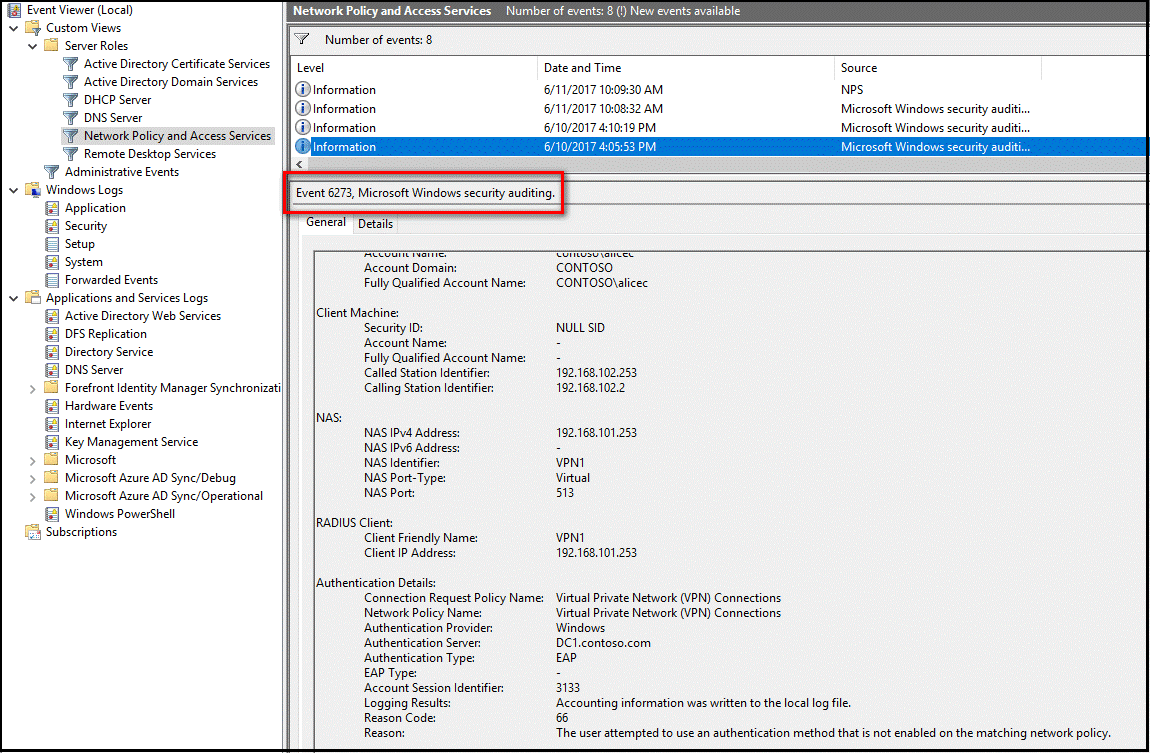 Event Viewer (Local)
Custom Views
Server Roles
Active Directory Certificate Services
Active Directory Domain Services
DHCP Server
DNS Server
Network Policy and Access Services
Remote Desktop Services
Administrative Events
Windows Logs
Application
Security
Setup
System
Forwarded Events
Applications and Services Logs
Active Directory Web Services
DFS Replication
Directory Service
DNS Server
Forefront Identity Manager Synchronizati
Hardware Events
Internet Explorer
Key Management Service
Microsoft
Microsoft Azure AD Sync/Debug
Microsoft Azure AD Sync/Operational
Windows PowerShell
Subscriptions
Network Policy and Access Services Number of events: 8 (!) New events available
Number of events: 8
Level Date and Time Source
Information 6/11/2017 10:09:30 AM NPS
Information 6/11/2017 10:08:32 AM Microsoft Windows security auditi...
Information 6/10/2017 4:10:19 PM Microsoft Windows security auditi...
Information 6/10/2017 4:05:53 PM Microsoft Windows security auditi...
Event 6273, Microsoft Windows security auditing.
General Details
Account Name: contoso\alicec
Account Domain: CONTOSO
Fully Qualified Account Name: CONTOSO\alicec
Client Machine:
Security ID: NULL SID
Account Name: -
Fully Qualified Account Name: -
Called Station Identifier: 192.168.102.253
Calling Station Identifier: 192.168.102.2
NAS:
NAS IPv4 Address: 192.168.101.253
NAS IPv6 Address: -
NAS Identifier: VPN1
NAS Port-Type: Virtual
NAS Port: 513
RADIUS Client:
Client Friendly Name: VPN1
Client IP Address: 192.168.101.253
Authentication Details:
Connection Request Policy Name: Virtual Private Network (VPN) Connections
Network Policy Name: Virtual Private Network (VPN) Connections
Authentication Provider: Windows
Authentication Server: DC1.contoso.com
Authentication Type: EAP
EAP Type: -
Account Session Identifier: 3133
Logging Results: Accounting information was written to the local log file.
Reason Code: 66
Reason: The user attempted to use an authentication method that is not enabled on the matching network policy.